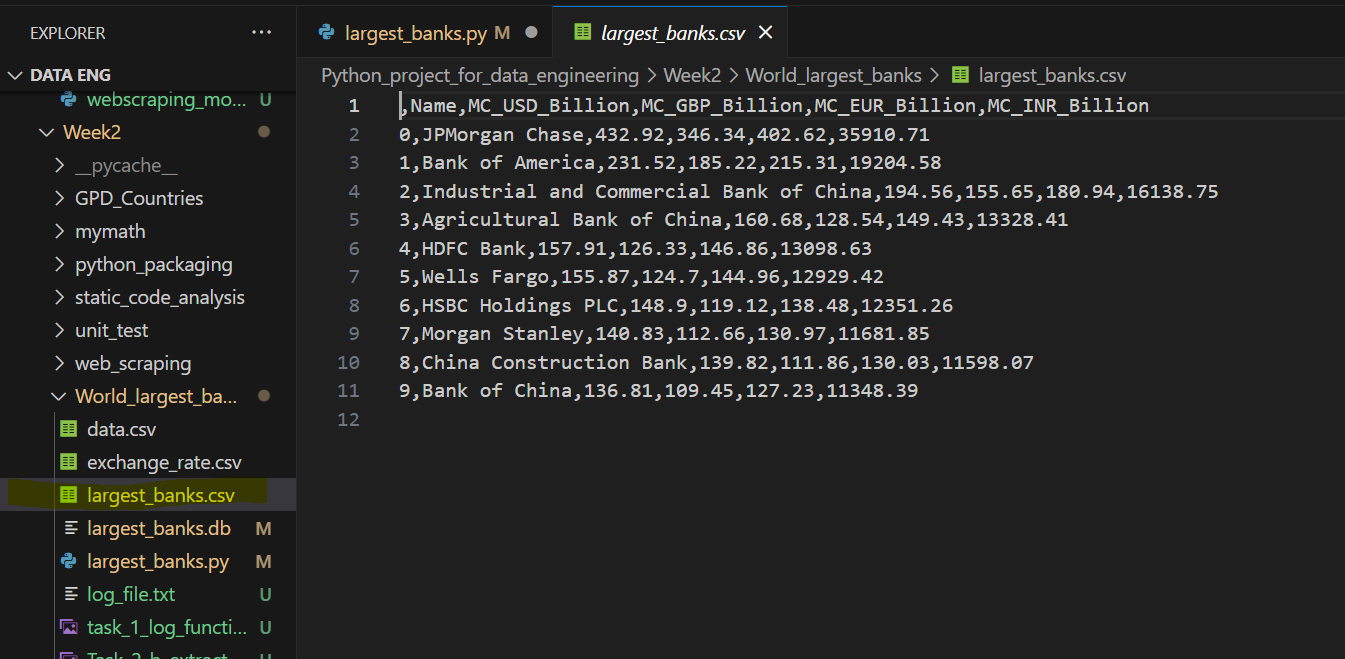 EXPLORER ...
largest_banks.py M
largest_banks.csv
DATA ENG
Python_project_for_data_engineering > Week2 > World_largest_banks > largest_banks.csv
webscraping_mo... U
Week2
__pycache__
GPD_Countries
mymath
python_packaging
static_code_analysis
unit_test
web_scraping
World_largest_ba...
data.csv
exchange_rate.csv
largest_banks.csv
largest_banks.db M
largest_banks.py M
log_file.txt U
task_1_log_functi... U
Task_2_b_extract U
1 ,Name,MC_USD_Billion,MC_GBP_Billion,MC_EUR_Billion,MC_INR_Billion
2 0,JPMorgan Chase,432.92,346.34,402.62,35910.71
3 1,Bank of America,231.52,185.22,215.31,19204.58
4 2,Industrial and Commercial Bank of China,194.56,155.65,180.94,16138.75
5 3,Agricultural Bank of China,160.68,128.54,149.43,13328.41
6 4,HDFC Bank,157.91,126.33,146.86,13098.63
7 5,Wells Fargo,155.87,124.7,144.96,12929.42
8 6,HSBC Holdings PLC,148.9,119.12,138.48,12351.26
9 7,Morgan Stanley,140.83,112.66,130.97,11681.85
10 8,China Construction Bank,139.82,111.86,130.03,11598.07
11 9,Bank of China,136.81,109.45,127.23,11348.39
12